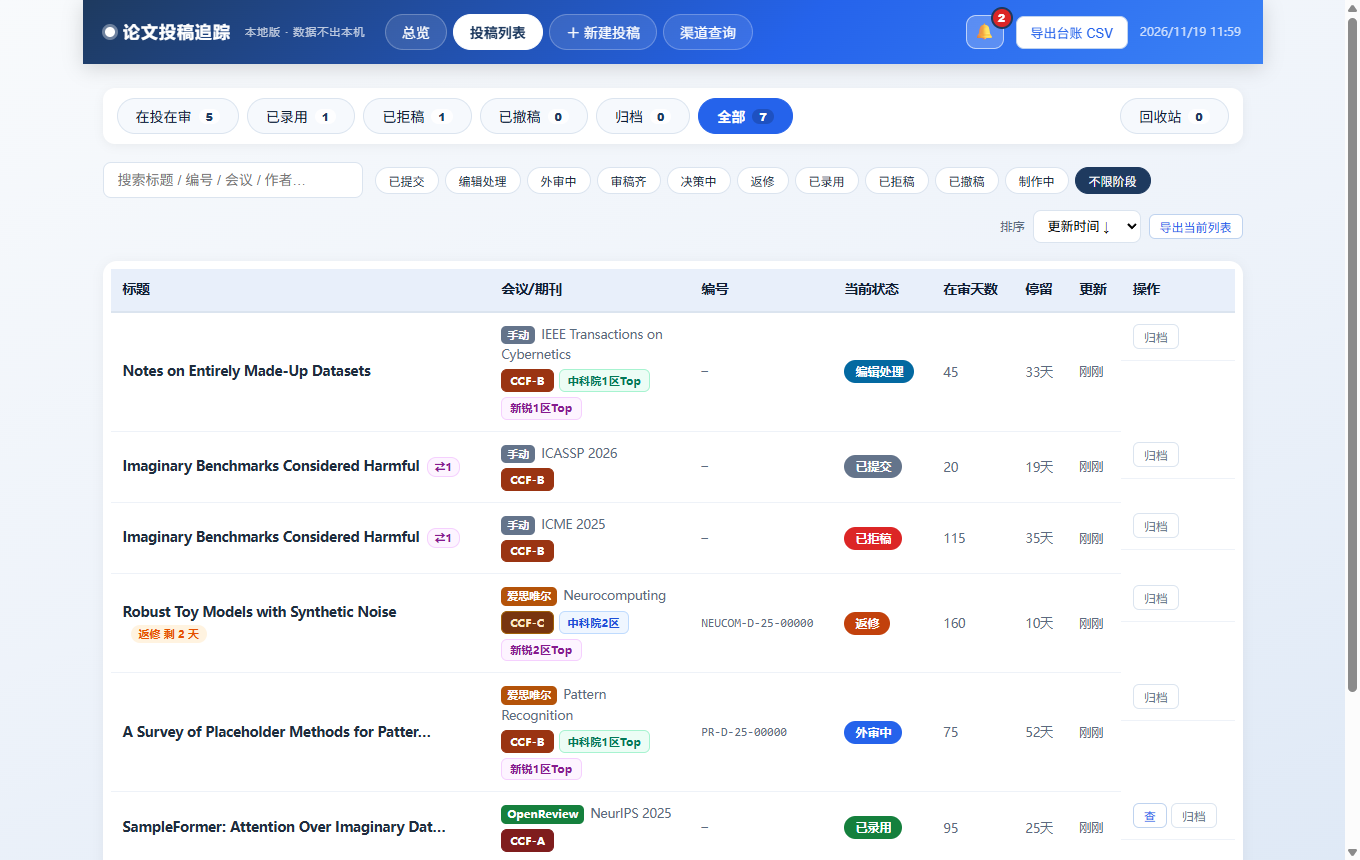 论文投稿追踪 本地版 · 数据不出本机 总览 投稿列表 ＋ 新建投稿 渠道查询 🔔 2 导出台账 CSV 2026/11/19 11:59
在投在审 5 已录用 1 已拒稿 1 已撤稿 0 归档 0 全部 7 回收站 0
搜索标题 / 编号 / 会议 / 作者… 已提交 编辑处理 外审中 审稿齐 决策中 返修 已录用 已拒稿 已撤稿 制作中 不限阶段
排序 更新时间 ↓ 导出当前列表
标题 会议/期刊 编号 当前状态 在审天数 停留 更新 操作
Notes on Entirely Made-Up Datasets
手动 IEEE Transactions on
Cybernetics
CCF-B 中科院1区Top
新锐1区Top
– 编辑处理 45 33天 刚刚 归档
Imaginary Benchmarks Considered Harmful ⇄1
手动 ICASSP 2026
CCF-B
– 已提交 20 19天 刚刚 归档
Imaginary Benchmarks Considered Harmful ⇄1
手动 ICME 2025
CCF-B
– 已拒稿 115 35天 刚刚 归档
Robust Toy Models with Synthetic Noise
返修 剩 2 天
爱思唯尔 Neurocomputing
CCF-C 中科院2区
新锐2区Top
NEUCOM-D-25-00000 返修 160 10天 刚刚 归档
A Survey of Placeholder Methods for Patter...
爱思唯尔 Pattern
Recognition
CCF-B 中科院1区Top
新锐1区Top
PR-D-25-00000 外审中 75 52天 刚刚 归档
SampleFormer: Attention Over Imaginary Dat...
OpenReview NeurIPS 2025
CCF-A
– 已录用 95 25天 刚刚 查 归档